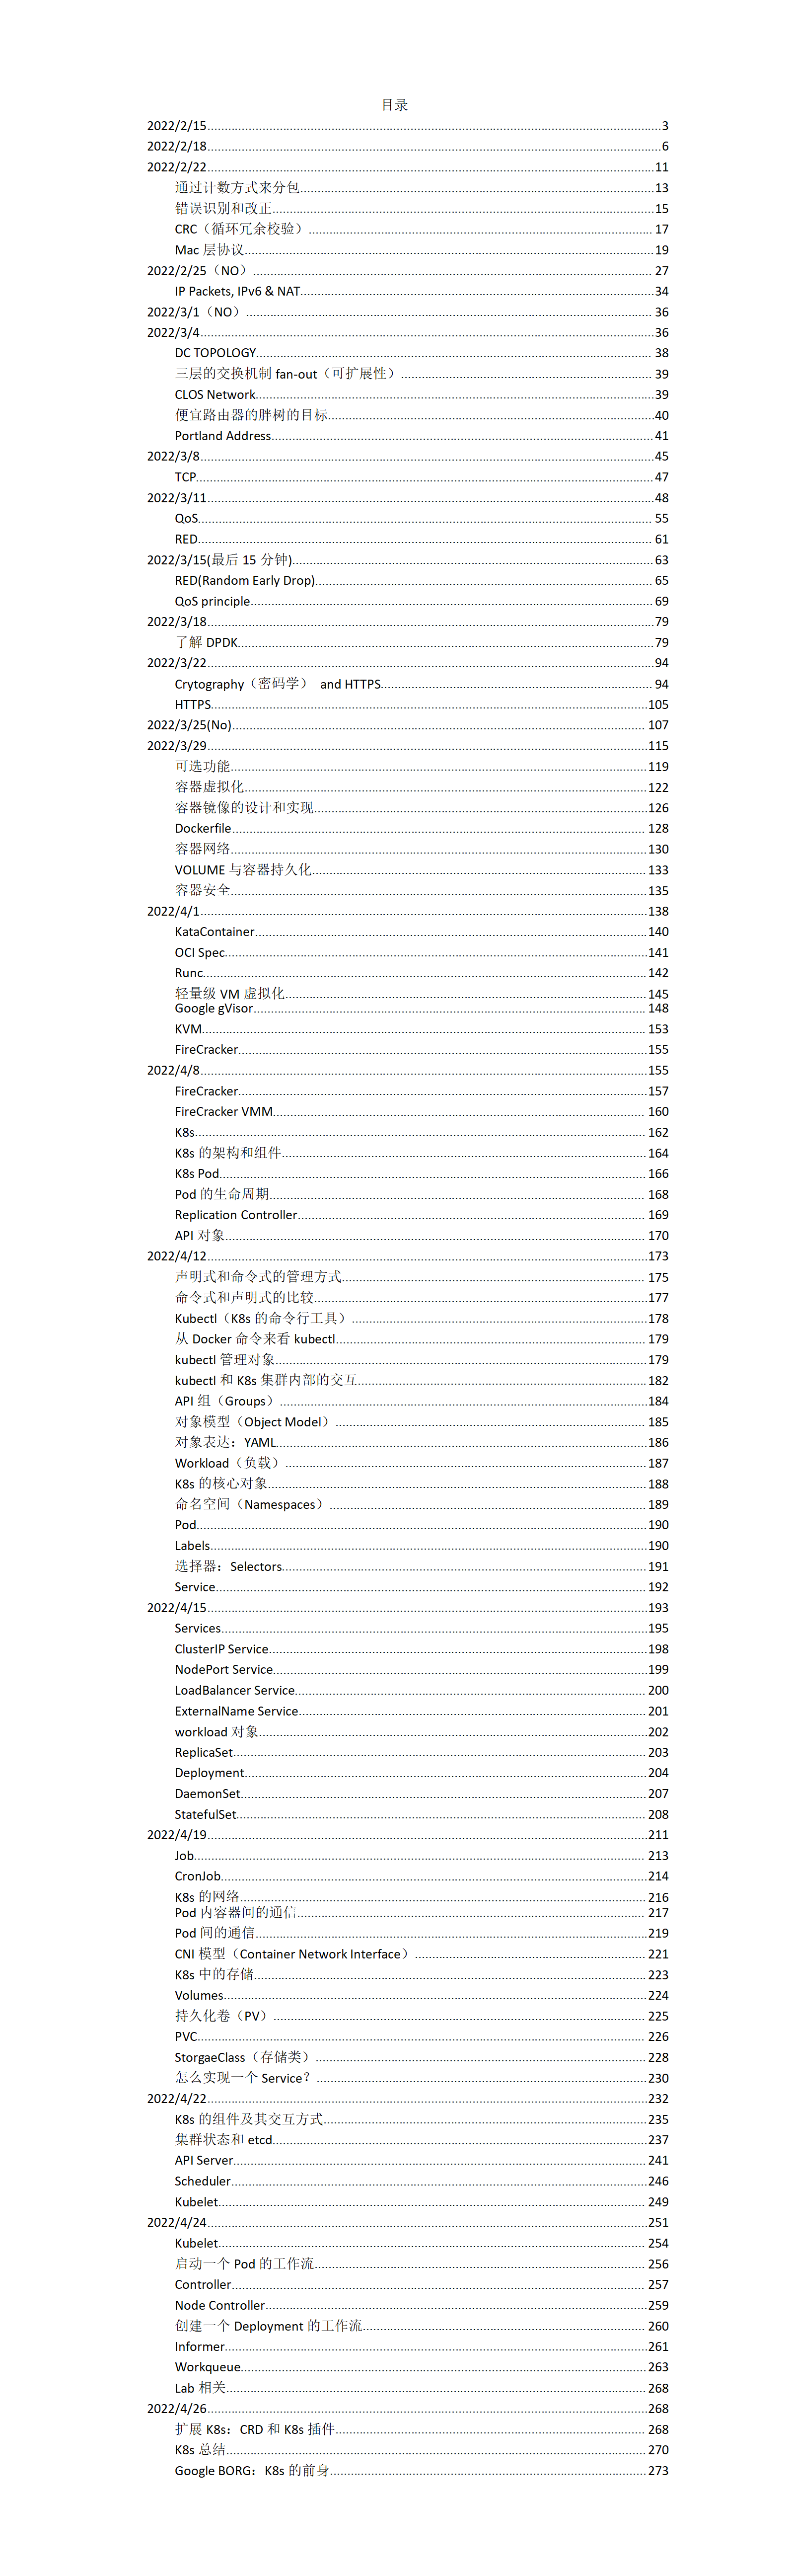 目录
2022/2/15 3
2022/2/18 6
2022/2/22 11
通过计数方式来分包 13
错误识别和改正 15
CRC（循环冗余校验） 17
Mac 层协议 19
2022/2/25（NO） 27
IP Packets, IPv6 & NAT 34
2022/3/1（NO） 36
2022/3/4 36
DC TOPOLOGY 38
三层的交换机制 fan-out（可扩展性） 39
CLOS Network 39
便宜路由器的胖树的目标 40
Portland Address 41
2022/3/8 45
TCP 47
2022/3/11 48
QoS 55
RED 61
2022/3/15(最后 15 分钟) 63
RED(Random Early Drop) 65
QoS principle 69
2022/3/18 79
了解 DPDK 79
2022/3/22 94
Crytography（密码学） and HTTPS 94
HTTPS 105
2022/3/25(No) 107
2022/3/29 115
可选功能 119
容器虚拟化 122
容器镜像的设计和实现 126
Dockerfile 128
容器网络 130
VOLUME 与容器持久化 133
容器安全 135
2022/4/1 138
KataContainer 140
OCI Spec 141
Runc 142
轻量级 VM 虚拟化 145
Google gVisor 148
KVM 153
FireCracker 155
2022/4/8 155
FireCracker 157
FireCracker VMM 160
K8s 162
K8s 的架构和组件 164
K8s Pod 166
Pod 的生命周期 168
Replication Controller 169
API 对象 170
2022/4/12 173
声明式和命令式的管理方式 175
命令式和声明式的比较 177
Kubectl（K8s 的命令行工具） 178
从 Docker 命令来看 kubectl 179
kubectl 管理对象 179
kubectl 和 K8s 集群内部的交互 182
API 组（Groups） 184
对象模型（Object Model） 185
对象表达：YAML 186
Workload（负载） 187
K8s 的核心对象 188
命名空间（Namespaces） 189
Pod 190
Labels 190
选择器：Selectors 191
Service 192
2022/4/15 193
Services 195
ClusterIP Service 198
NodePort Service 199
LoadBalancer Service 200
ExternalName Service 201
workload 对象 202
ReplicaSet 203
Deployment 204
DaemonSet 207
StatefulSet 208
2022/4/19 211
Job 213
CronJob 214
K8s 的网络 216
Pod 内容器间的通信 217
Pod 间的通信 219
CNI 模型（Container Network Interface） 221
K8s 中的存储 223
Volumes 224
持久化卷（PV） 225
PVC 226
StorgaeClass（存储类） 228
怎么实现一个 Service？ 230
2022/4/22 232
K8s 的组件及其交互方式 235
集群状态和 etcd 237
API Server 241
Scheduler 246
Kubelet 249
2022/4/24 251
Kubelet 254
启动一个 Pod 的工作流 256
Controller 257
Node Controller 259
创建一个 Deployment 的工作流 260
Informer 261
Workqueue 263
Lab 相关 268
2022/4/26 268
扩展 K8s：CRD 和 K8s 插件 268
K8s 总结 270
Google BORG：K8s 的前身 273